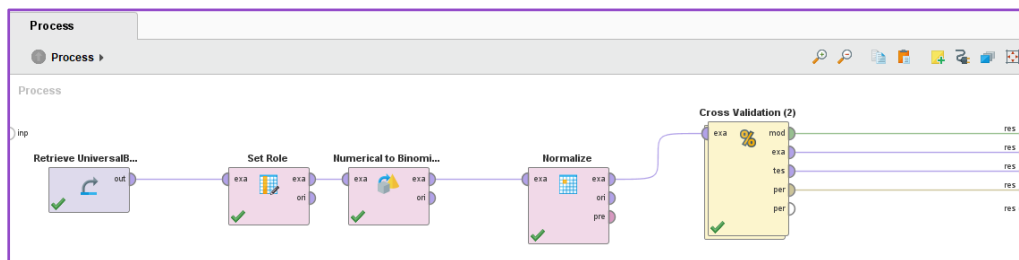 Process
Process
Process
inp
Cross Validation (2)
exa % mod res
exa res
tes res
per res
per res
Retrieve UniversalB...
out
Set Role
exa exa
ori
Numerical to Binomi...
exa exa
ori
Normalize
exa exa
ori
pre